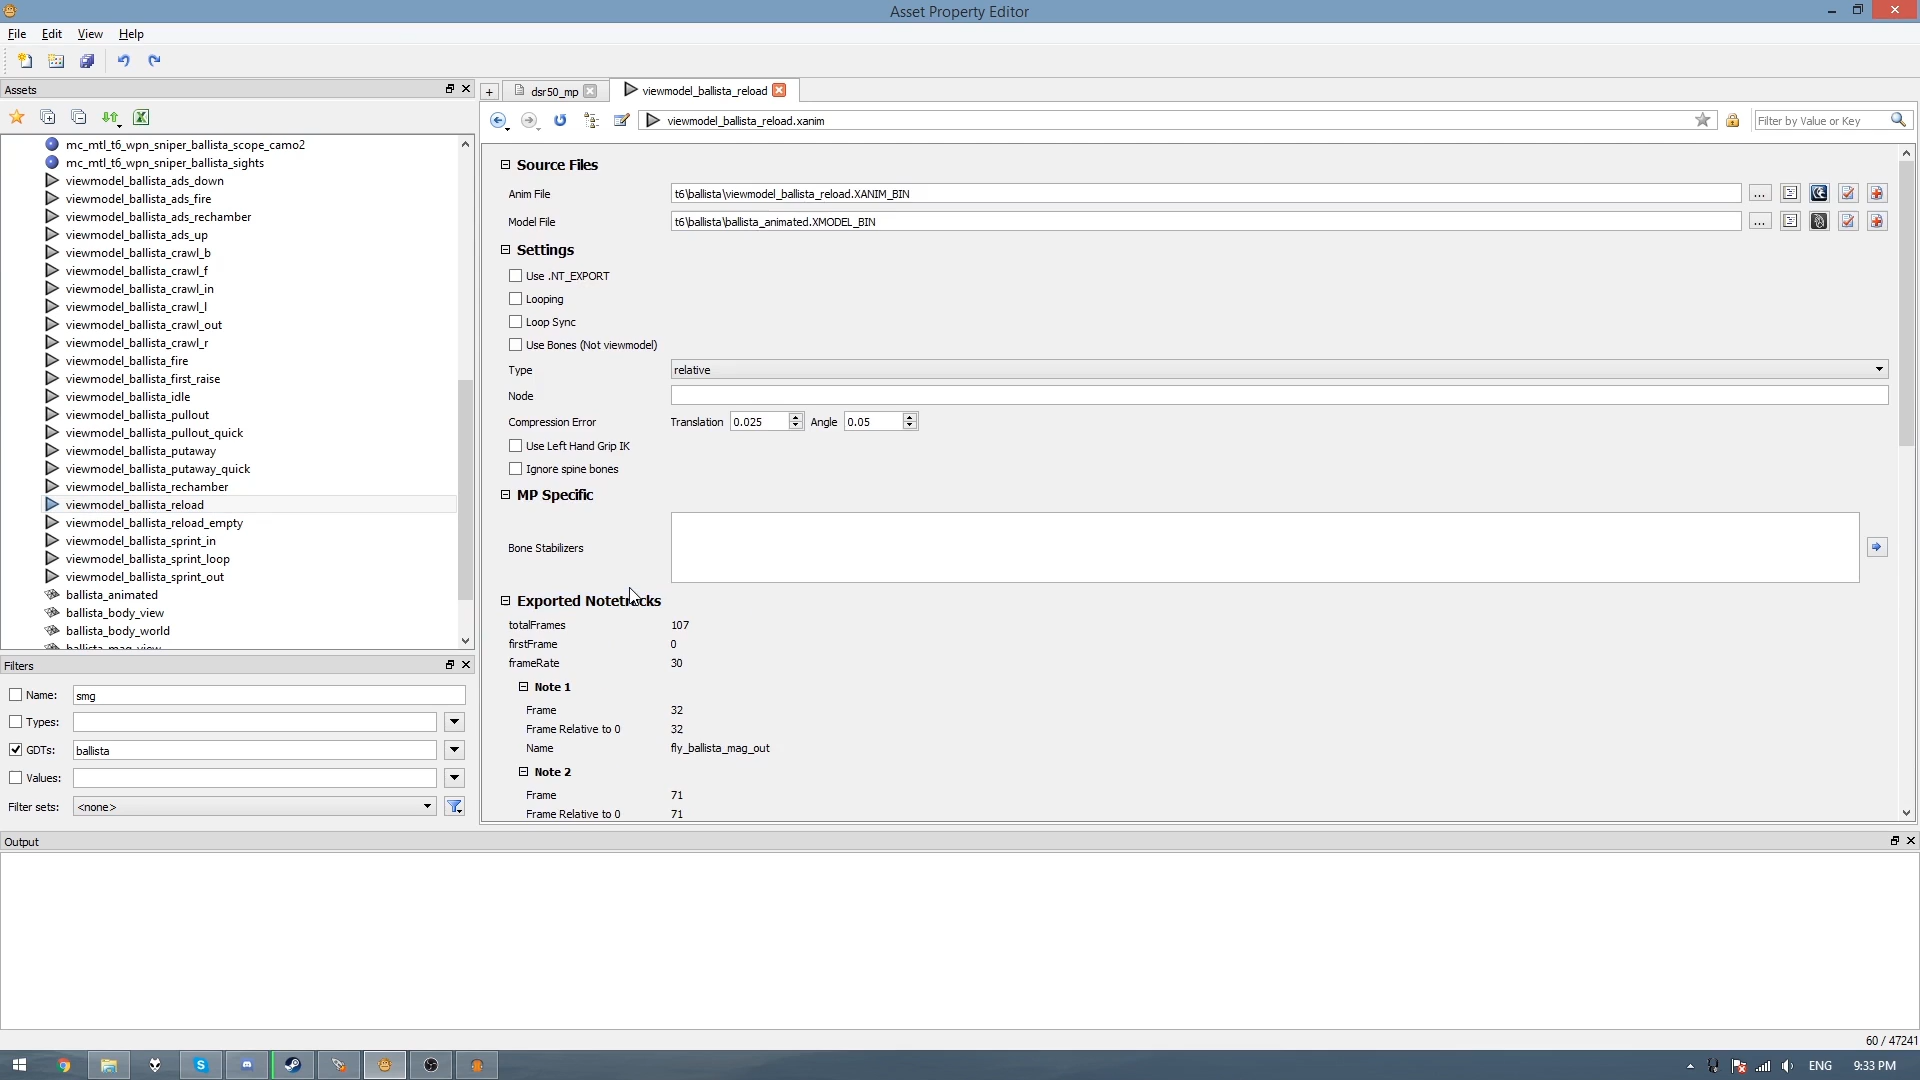 Asset Property Editor
File Edit View Help
Assets
dsr50_mp
viewmodel_ballista_reload
viewmodel_ballista_reload.xanim
Filter by Value or Key
mc_mtl_t6_wpn_sniper_ballista_scope_camo2
mc_mtl_t6_wpn_sniper_ballista_sights
viewmodel_ballista_ads_down
viewmodel_ballista_ads_fire
viewmodel_ballista_ads_rechamber
viewmodel_ballista_ads_up
viewmodel_ballista_crawl_b
viewmodel_ballista_crawl_f
viewmodel_ballista_crawl_in
viewmodel_ballista_crawl_l
viewmodel_ballista_crawl_out
viewmodel_ballista_crawl_r
viewmodel_ballista_fire
viewmodel_ballista_first_raise
viewmodel_ballista_idle
viewmodel_ballista_pullout
viewmodel_ballista_pullout_quick
viewmodel_ballista_putaway
viewmodel_ballista_putaway_quick
viewmodel_ballista_rechamber
viewmodel_ballista_reload
viewmodel_ballista_reload_empty
viewmodel_ballista_sprint_in
viewmodel_ballista_sprint_loop
viewmodel_ballista_sprint_out
ballista_animated
ballista_body_view
ballista_body_world
ballista_mag_view
Filters
Name: smg
Types:
GDTs: ballista
Values:
Filter sets: <none>
Source Files
Anim File t6\ballista\viewmodel_ballista_reload.XANIM_BIN ...
Model File t6\ballista\ballista_animated.XMODEL_BIN ...
Settings
Use .NT_EXPORT
Looping
Loop Sync
Use Bones (Not viewmodel)
Type relative
Node
Compression Error Translation 0.025 Angle 0.05
Use Left Hand Grip IK
Ignore spine bones
MP Specific
Bone Stabilizers
Exported Notetracks
totalFrames 107
firstFrame 0
frameRate 30
Note 1
Frame 32
Frame Relative to 0 32
Name fly_ballista_mag_out
Note 2
Frame 71
Frame Relative to 0 71
Output
60 / 47241
ENG 9:33 PM